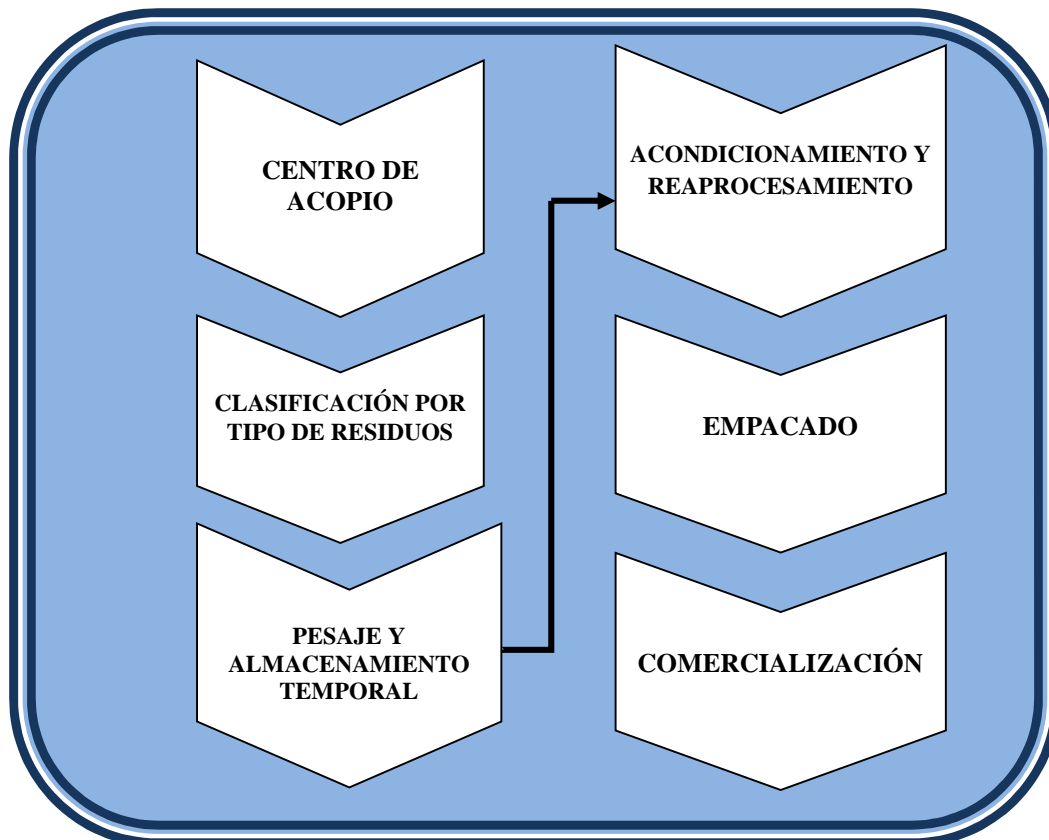 CENTRO DE
ACOPIO
CLASIFICACIÓN POR
TIPO DE RESIDUOS
PESAJE Y
ALMACENAMIENTO
TEMPORAL
ACONDICIONAMIENTO Y
REAPROCESAMIENTO
EMPACADO
COMERCIALIZACIÓN